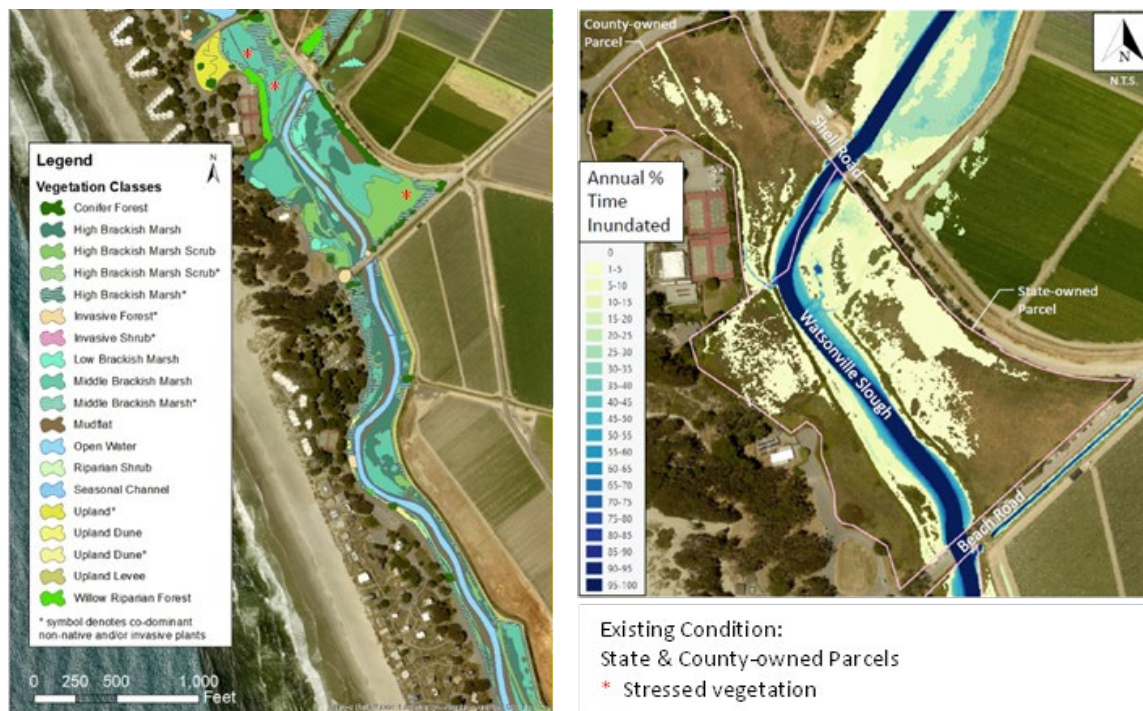 Legend
N
Vegetation Classes
Conifer Forest
High Brackish Marsh
High Brackish Marsh Scrub
High Brackish Marsh Scrub*
High Brackish Marsh*
Invasive Forest*
Invasive Shrub*
Low Brackish Marsh
Middle Brackish Marsh
Middle Brackish Marsh*
Mudflat
Open Water
Riparian Shrub
Seasonal Channel
Upland*
Upland Dune
Upland Dune*
Upland Levee
Willow Riparian Forest
* symbol denotes co-dominant
non-native and/or invasive plants
0 250 500 1,000
Feet
County-owned
Parcel
N
N.T.S.
Shell Road
Annual %
Time
Inundated
0
1-5
5-10
10-15
15-20
20-25
25-30
30-35
35-40
40-45
45-50
50-55
55-60
60-65
65-70
70-75
75-80
80-85
85-90
90-95
95-100
State-owned
Parcel
Watsonville Slough
Beach Road
Existing Condition:
State & County-owned Parcels
* Stressed vegetation